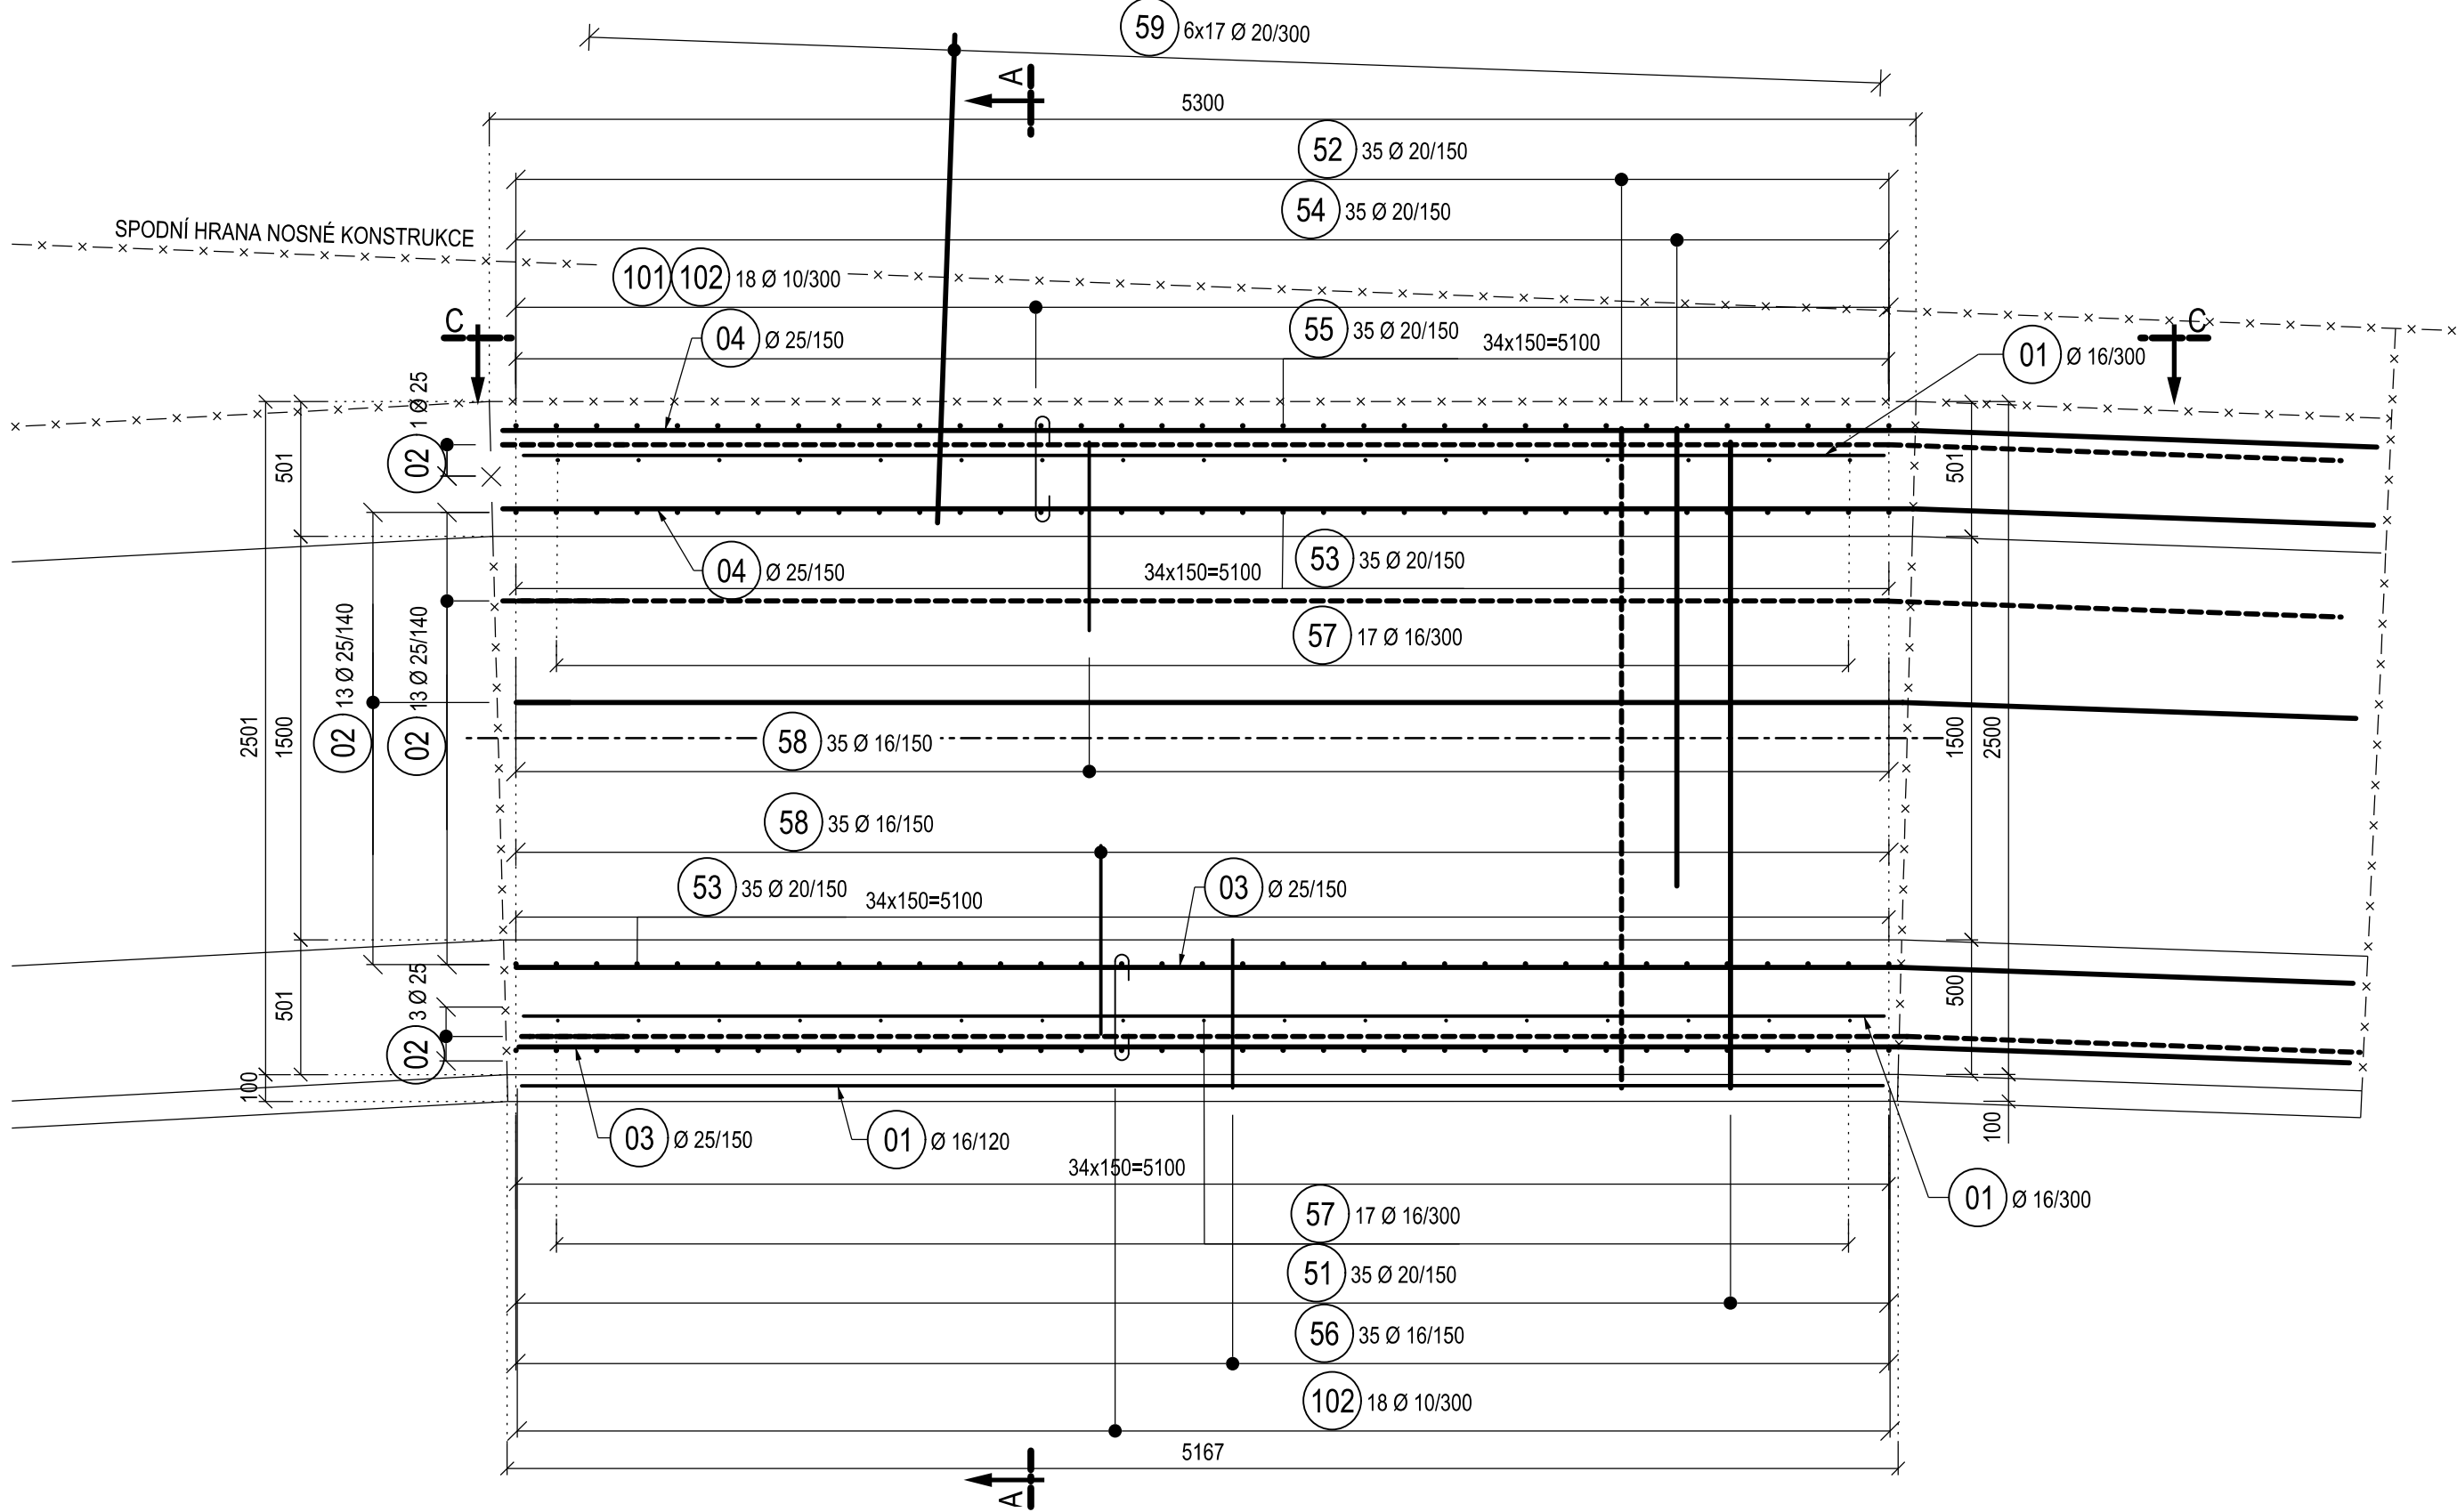 59 6x17 Ø 20/300
A
5300
52 35 Ø 20/150
54 35 Ø 20/150
SPODNÍ HRANA NOSNÉ KONSTRUKCE
101 102 18 Ø 10/300
C
04 Ø 25/150
55 35 Ø 20/150
34x150=5100
C
01 Ø 16/300
02 1 Ø 25
501
501
04 Ø 25/150
34x150=5100
53 35 Ø 20/150
57 17 Ø 16/300
02 13 Ø 25/140
02 13 Ø 25/140
2501
1500
58 35 Ø 16/150
1500
2500
58 35 Ø 16/150
53 35 Ø 20/150
34x150=5100
03 Ø 25/150
02 3 Ø 25
501
500
100
100
03 Ø 25/150
01 Ø 16/120
34x150=5100
01 Ø 16/300
57 17 Ø 16/300
51 35 Ø 20/150
56 35 Ø 16/150
102 18 Ø 10/300
5167
A